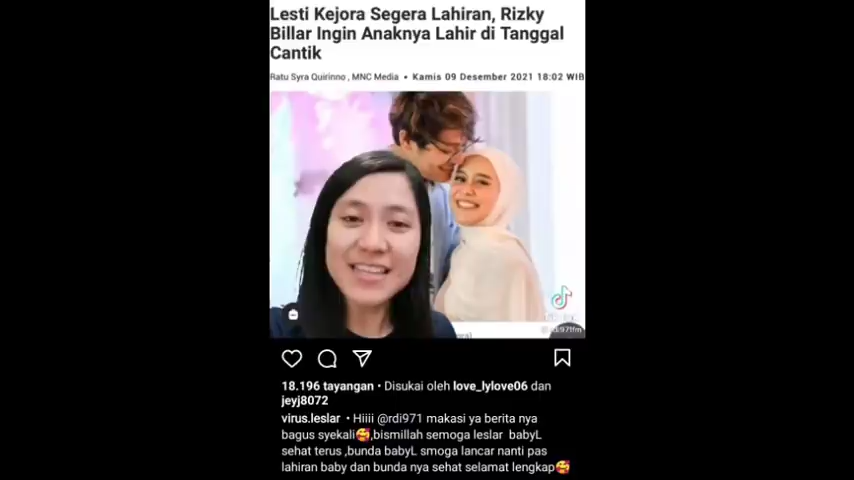 Lesti Kejora Segera Lahiran, Rizky
Billar Ingin Anaknya Lahir di Tanggal
Cantik
Ratu Syra Quirinno , MNC Media • Kamis 09 Desember 2021 18:02 WIB
18.196 tayangan • Disukai oleh love_lylove06 dan
jeyj8072
virus.leslar • Hiiii @rdi971 makasi ya berita nya
bagus syekali🥰,bismillah semoga leslar babyL
sehat terus ,bunda babyL smoga lancar nanti pas
lahiran baby dan bunda nya sehat selamat lengkap🥰